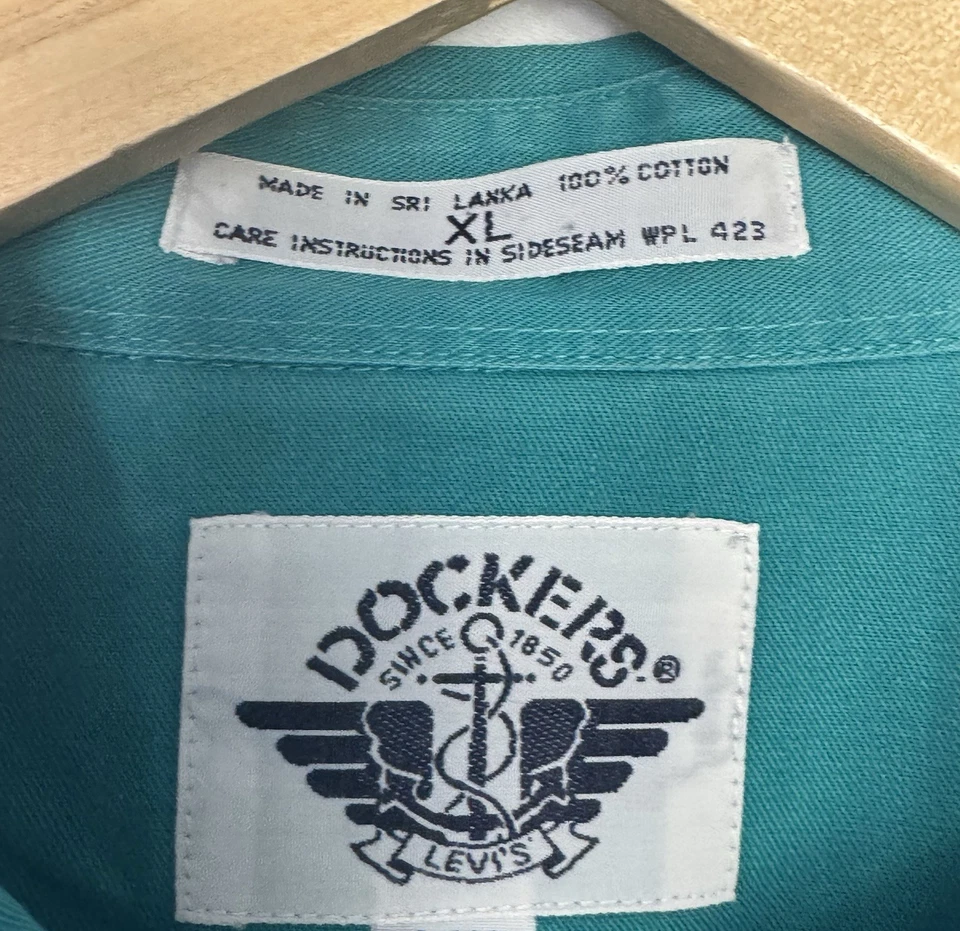 MADE IN SRI LANKA 100% COTTON
XL
CARE INSTRUCTIONS IN SIDESEAM WPL 423
DOCKERS®
SINCE 1850
LEVI'S